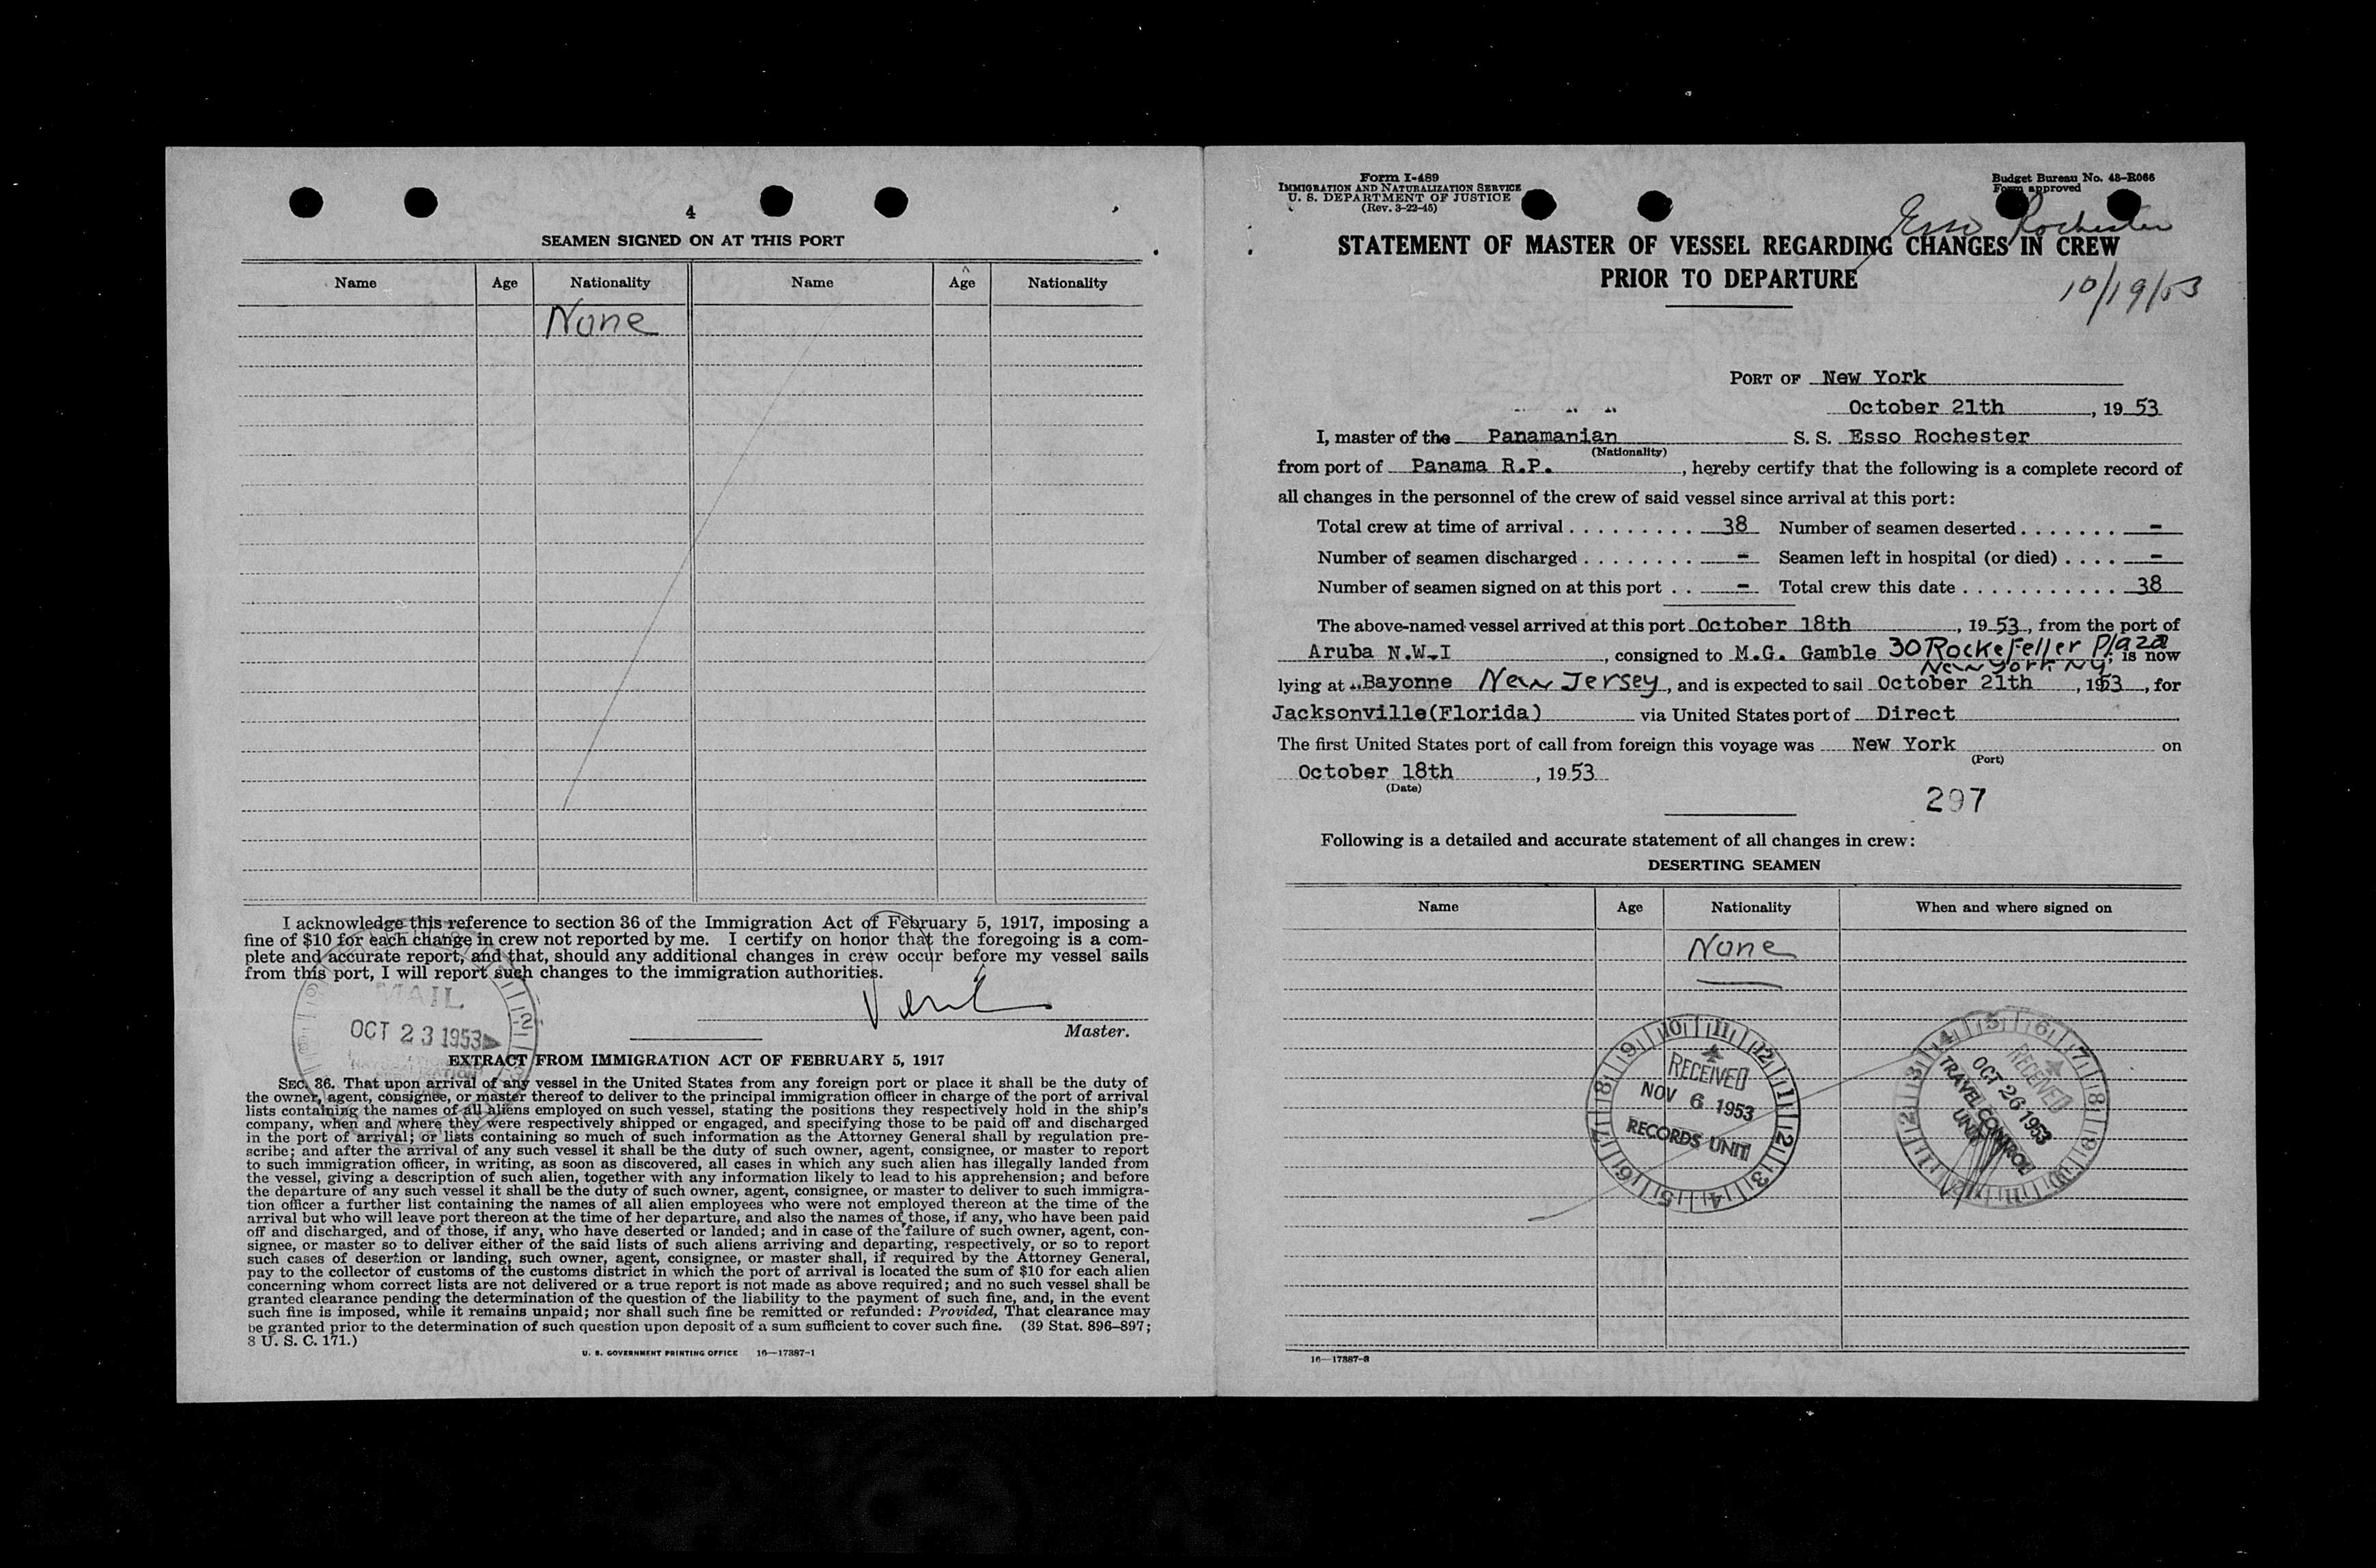 4
SEAMEN SIGNED ON AT THIS PORT
Name Age Nationality Name Age Nationality
None
I acknowledge this reference to section 36 of the Immigration Act of February 5, 1917, imposing a
fine of $10 for each change in crew not reported by me. I certify on honor that the foregoing is a com-
plete and accurate report, and that, should any additional changes in crew occur before my vessel sails
from this port, I will report such changes to the immigration authorities.
MAIL
OCT 23 1953
Master.
EXTRACT FROM IMMIGRATION ACT OF FEBRUARY 5, 1917
SEC. 36. That upon arrival of any vessel in the United States from any foreign port or place it shall be the duty of
the owner, agent, consignee, or master thereof to deliver to the principal immigration officer in charge of the port of arrival
lists containing the names of all aliens employed on such vessel, stating the positions they respectively hold in the ship's
company, when and where they were respectively shipped or engaged, and specifying those to be paid off and discharged
in the port of arrival; or lists containing so much of such information as the Attorney General shall by regulation pre-
scribe; and after the arrival of any such vessel it shall be the duty of such owner, agent, consignee, or master to report
to such immigration officer, in writing, as soon as discovered, all cases in which any such alien has illegally landed from
the vessel, giving a description of such alien, together with any information likely to lead to his apprehension; and before
the departure of any such vessel it shall be the duty of such owner, agent, consignee, or master to deliver to such immigra-
tion officer a further list containing the names of all alien employees who were not employed thereon at the time of the
arrival but who will leave port thereon at the time of her departure, and also the names of those, if any, who have been paid
off and discharged, and of those, if any, who have deserted or landed; and in case of the failure of such owner, agent, con-
signee, or master so to deliver either of the said lists of such aliens arriving and departing, respectively, or so to report
such cases of desertion or landing, such owner, agent, consignee, or master shall, if required by the Attorney General,
pay to the collector of customs of the customs district in which the port of arrival is located the sum of $10 for each alien
concerning whom correct lists are not delivered or a true report is not made as above required; and no such vessel shall be
granted clearance pending the determination of the question of the liability to the payment of such fine, and, in the event
such fine is imposed, while it remains unpaid; nor shall such fine be remitted or refunded: Provided, That clearance may
be granted prior to the determination of such question upon deposit of a sum sufficient to cover such fine. (39 Stat. 896–897;
8 U. S. C. 171.)
U. S. GOVERNMENT PRINTING OFFICE 16—17387-1
Form I-489
IMMIGRATION AND NATURALIZATION SERVICE
U. S. DEPARTMENT OF JUSTICE
(Rev. 3-22-45)
Budget Bureau No. 43-R066
Form approved
Esso Rochester
STATEMENT OF MASTER OF VESSEL REGARDING CHANGES IN CREW
PRIOR TO DEPARTURE
10/19/53
PORT OF New York
October 21th, 1953
I, master of the Panamanian S. S. Esso Rochester
(Nationality)
from port of Panama R.P., hereby certify that the following is a complete record of
all changes in the personnel of the crew of said vessel since arrival at this port:
Total crew at time of arrival . . . . . . . . . 38 Number of seamen deserted . . . . . . . -
Number of seamen discharged . . . . . . . . - Seamen left in hospital (or died) . . . . -
Number of seamen signed on at this port . . - Total crew this date . . . . . . . . . . . 38
The above-named vessel arrived at this port October 18th, 1953, from the port of
Aruba N.W.I, consigned to M.G. Gamble 30 Rockefeller Plaza
New York NY; is now
lying at Bayonne New Jersey, and is expected to sail October 21th, 1953, for
Jacksonville(Florida) via United States port of Direct
The first United States port of call from foreign this voyage was New York on
(Port)
October 18th, 1953
(Date)
297
Following is a detailed and accurate statement of all changes in crew:
DESERTING SEAMEN
Name Age Nationality When and where signed on
None
RECEIVED
NOV 6 1953
RECORDS UNIT
RECEIVED
OCT 26 1953
TRAVEL CONTROL
UNIT
16—17387-3